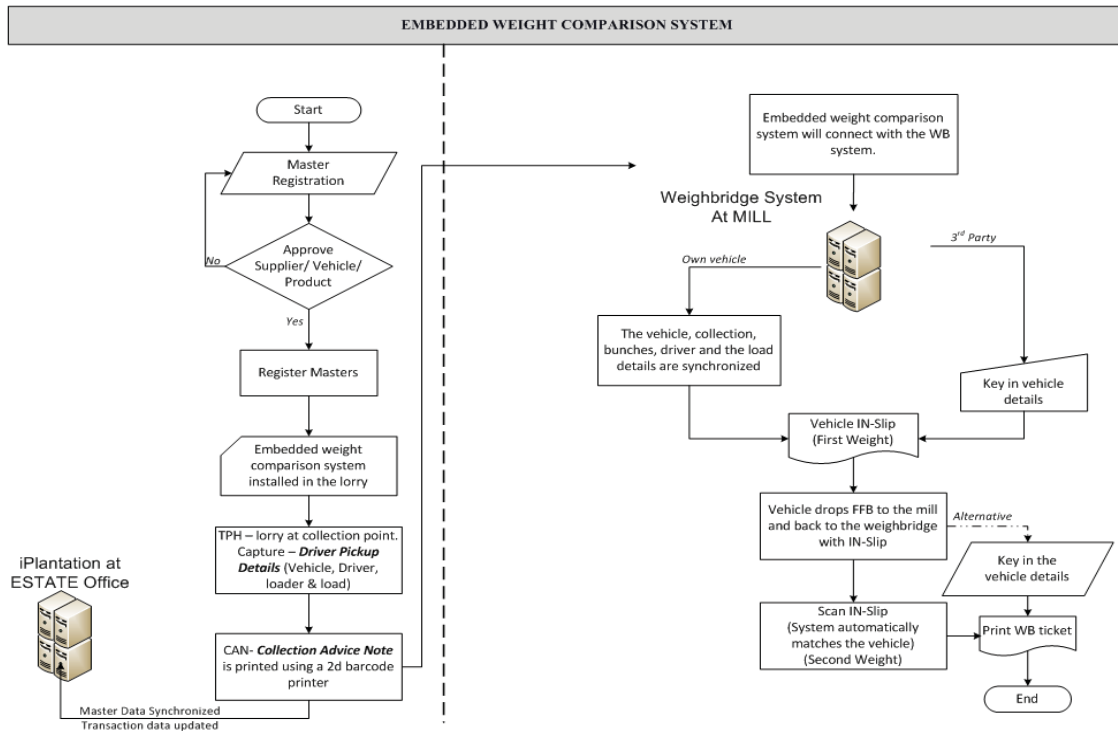 EMBEDDED WEIGHT COMPARISON SYSTEM
Start
Master
Registration
Approve
Supplier/ Vehicle/
Product
No
Yes
Register Masters
Embedded weight
comparison system
installed in the lorry
TPH – lorry at collection point.
Capture – Driver Pickup
Details (Vehicle, Driver,
loader & load)
iPlantation at
ESTATE Office
CAN- Collection Advice Note
is printed using a 2d barcode
printer
Master Data Synchronized
Transaction data updated
Embedded weight comparison
system will connect with the WB
system.
Weighbridge System
At MILL
Own vehicle
3rd Party
The vehicle, collection,
bunches, driver and the load
details are synchronized
Key in vehicle
details
Vehicle IN-Slip
(First Weight)
Vehicle drops FFB to the mill
and back to the weighbridge
with IN-Slip
Alternative
Key in the
vehicle details
Scan IN-Slip
(System automatically
matches the vehicle)
(Second Weight)
Print WB ticket
End